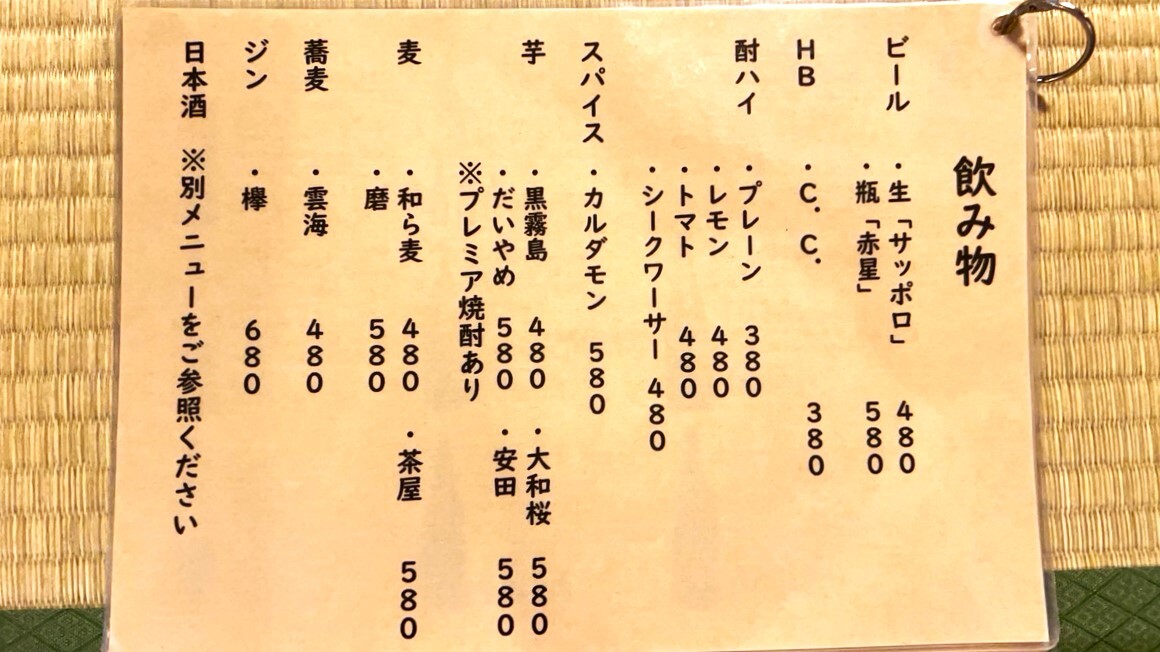 飲み物
ビール ・生「サッポロ」 480
・瓶「赤星」 580
HB ・C．C． 380
酎ハイ ・プレーン 380
・レモン 480
・トマト 480
・シークワーサー 480
スパイス ・カルダモン 580
芋 ・黒霧島 480 ・大和桜 580
・だいやめ 580 ・安田 580
※プレミア焼酎あり
麦 ・和ら麦 480 ・茶屋 580
・磨 580
蕎麦 ・雲海 480
ジン ・欅 680
日本酒 ※別メニューをご参照ください